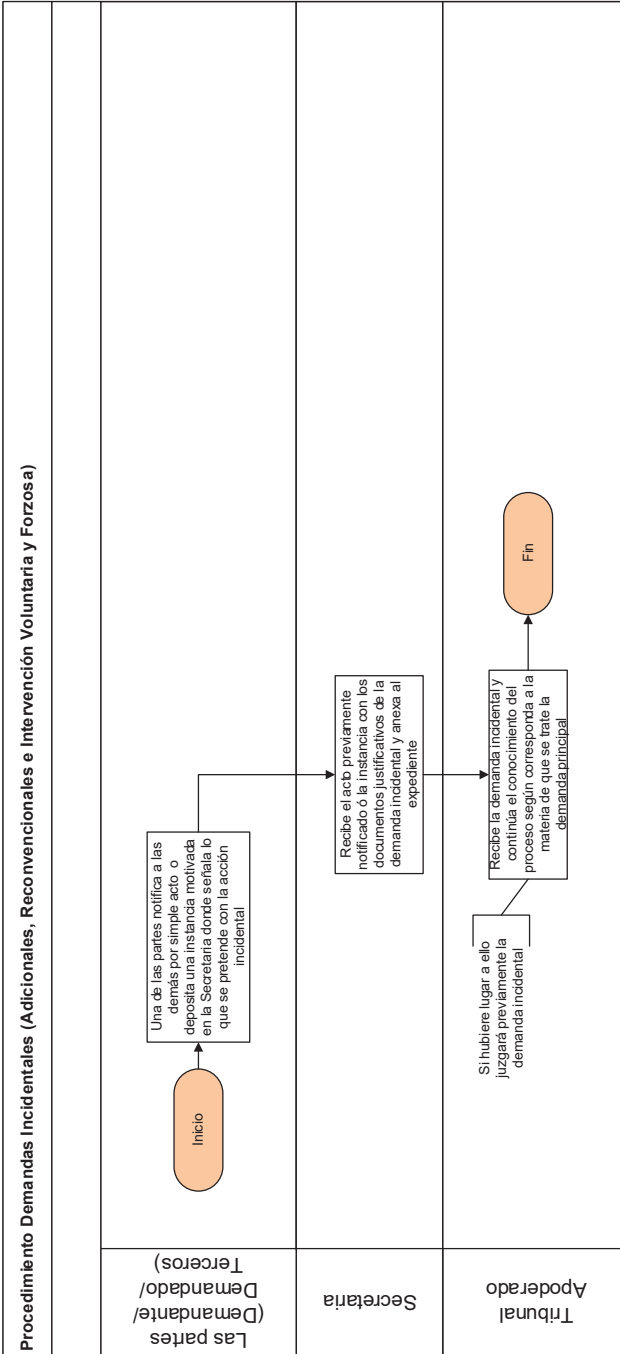 Procedimiento Demandas Incidentales (Adicionales, Reconvencionales e Intervención Voluntaria y Forzosa)
Las partes
(Demandante/
Demandado/
Terceros)
Inicio
Una de las partes notifica a las
demás por simple acto o
deposita una instancia motivada
en la Secretaria donde señala lo
que se pretende con la acción
incidental
Secretaria
Recibe el acto previamente
notificado ó la instancia con los
documentos justificativos de la
demanda incidental y anexa al
expediente
Tribunal
Apoderado
Si hubiere lugar a ello
juzgará previamente la
demanda incidental
Recibe la demanda incidental y
continúa el conocimiento del
proceso según corresponda a la
materia de que se trate la
demanda principal
Fin